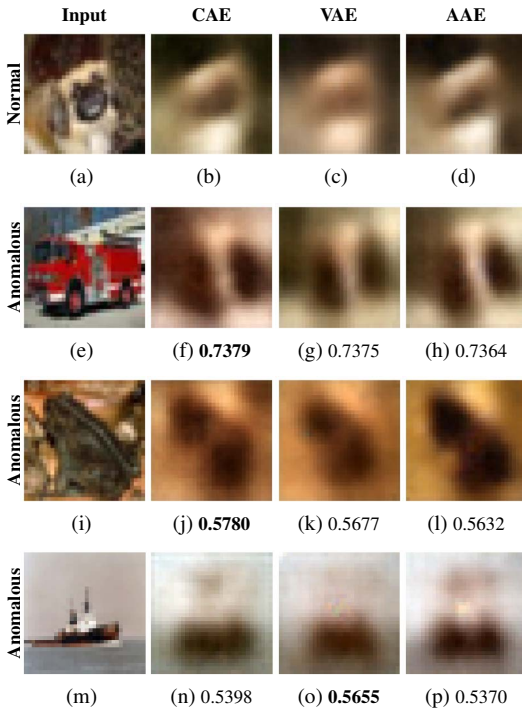 Input CAE VAE AAE
Normal
(a) (b) (c) (d)
Anomalous
(e) (f) 0.7379 (g) 0.7375 (h) 0.7364
Anomalous
(i) (j) 0.5780 (k) 0.5677 (l) 0.5632
Anomalous
(m) (n) 0.5398 (o) 0.5655 (p) 0.5370